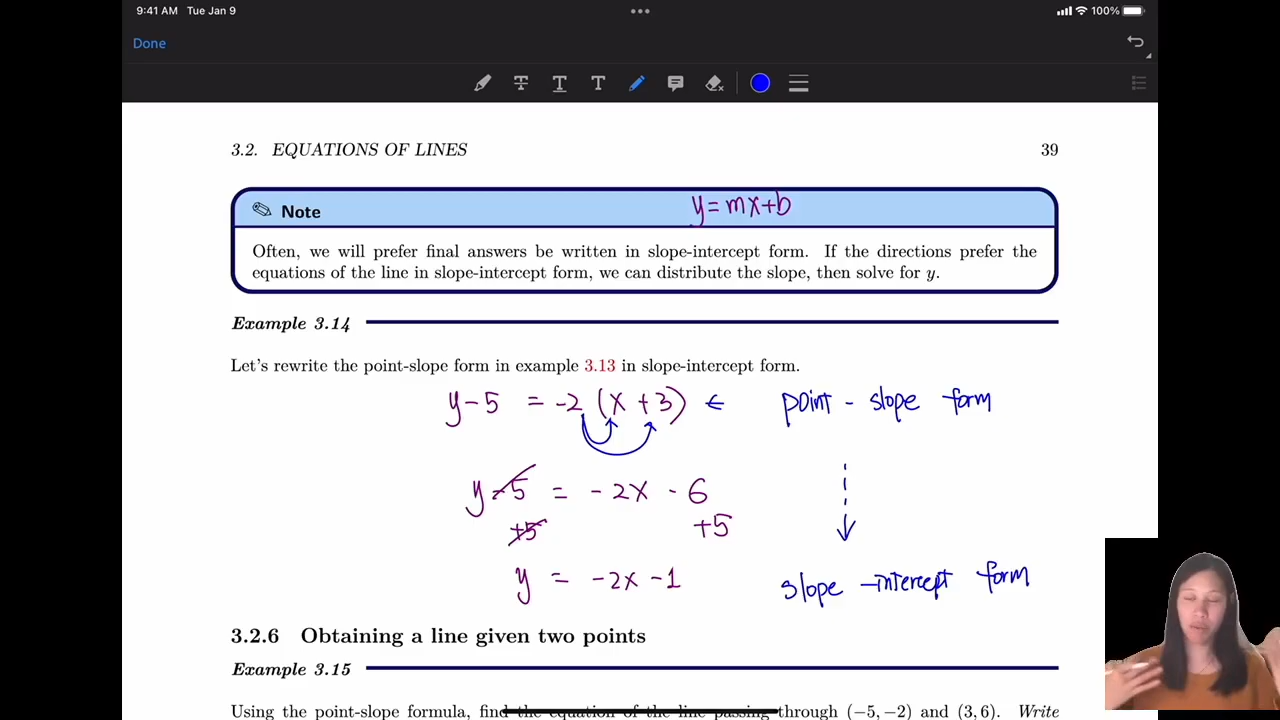 9:41 AM Tue Jan 9
100%
Done
3.2. EQUATIONS OF LINES 39
Note y = mx+b
Often, we will prefer final answers be written in slope-intercept form. If the directions prefer the
equations of the line in slope-intercept form, we can distribute the slope, then solve for y.
Example 3.14
Let's rewrite the point-slope form in example 3.13 in slope-intercept form.
y-5 = -2 (x +3) ← point - slope form
y-5 = -2x - 6
+5 +5
y = -2x -1 slope -intercept form
3.2.6 Obtaining a line given two points
Example 3.15
Using the point-slope formula, find the equation of the line passing through (−5, −2) and (3, 6). Write